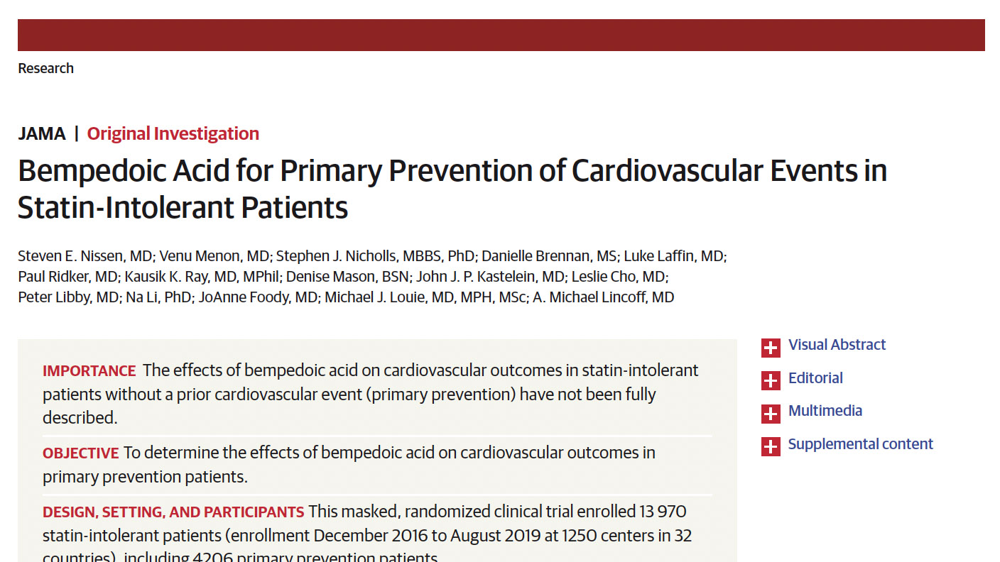 Research
JAMA | Original Investigation
Bempedoic Acid for Primary Prevention of Cardiovascular Events in
Statin-Intolerant Patients
Steven E. Nissen, MD; Venu Menon, MD; Stephen J. Nicholls, MBBS, PhD; Danielle Brennan, MS; Luke Laffin, MD;
Paul Ridker, MD; Kausik K. Ray, MD, MPhil; Denise Mason, BSN; John J. P. Kastelein, MD; Leslie Cho, MD;
Peter Libby, MD; Na Li, PhD; JoAnne Foody, MD; Michael J. Louie, MD, MPH, MSc; A. Michael Lincoff, MD
IMPORTANCE The effects of bempedoic acid on cardiovascular outcomes in statin-intolerant
patients without a prior cardiovascular event (primary prevention) have not been fully
described.
OBJECTIVE To determine the effects of bempedoic acid on cardiovascular outcomes in
primary prevention patients.
DESIGN, SETTING, AND PARTICIPANTS This masked, randomized clinical trial enrolled 13 970
statin-intolerant patients (enrollment December 2016 to August 2019 at 1250 centers in 32
countries), including 4206 primary prevention patients.
Visual Abstract
Editorial
Multimedia
Supplemental content